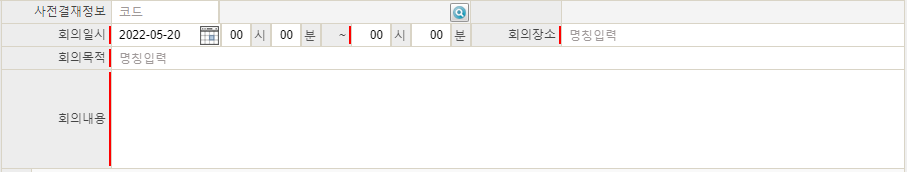 사전결재정보 코드
회의일시 2022-05-20 00 시 00 분 ~ 00 시 00 분 회의장소 명칭입력
회의목적 명칭입력
회의내용